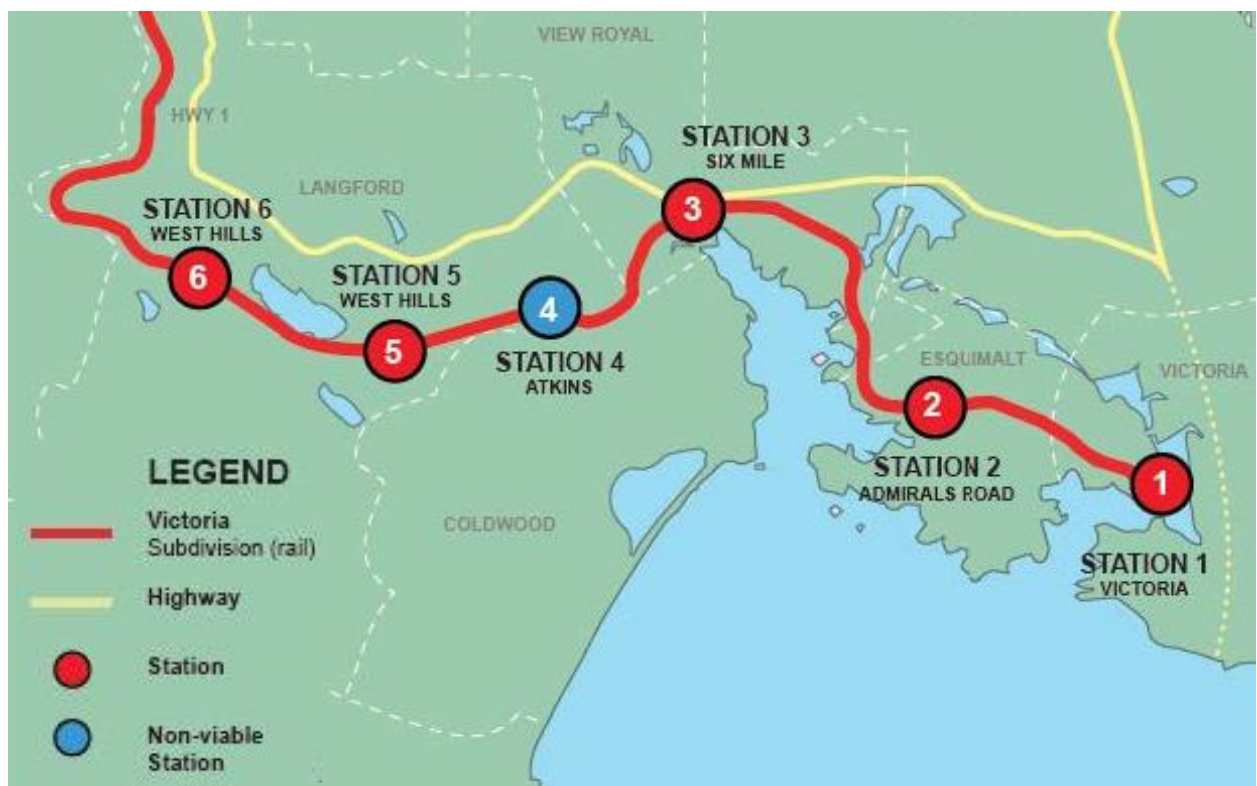 VIEW ROYAL
HWY 1
STATION 3
SIX MILE
LANGFORD
3
STATION 6
WEST HILLS
6
STATION 5
WEST HILLS
5
4
STATION 4
ATKINS
ESQUIMALT
VICTORIA
2
STATION 2
ADMIRALS ROAD
1
STATION 1
VICTORIA
COLDWOOD
LEGEND
Victoria
Subdivision (rail)
Highway
Station
Non-viable
Station